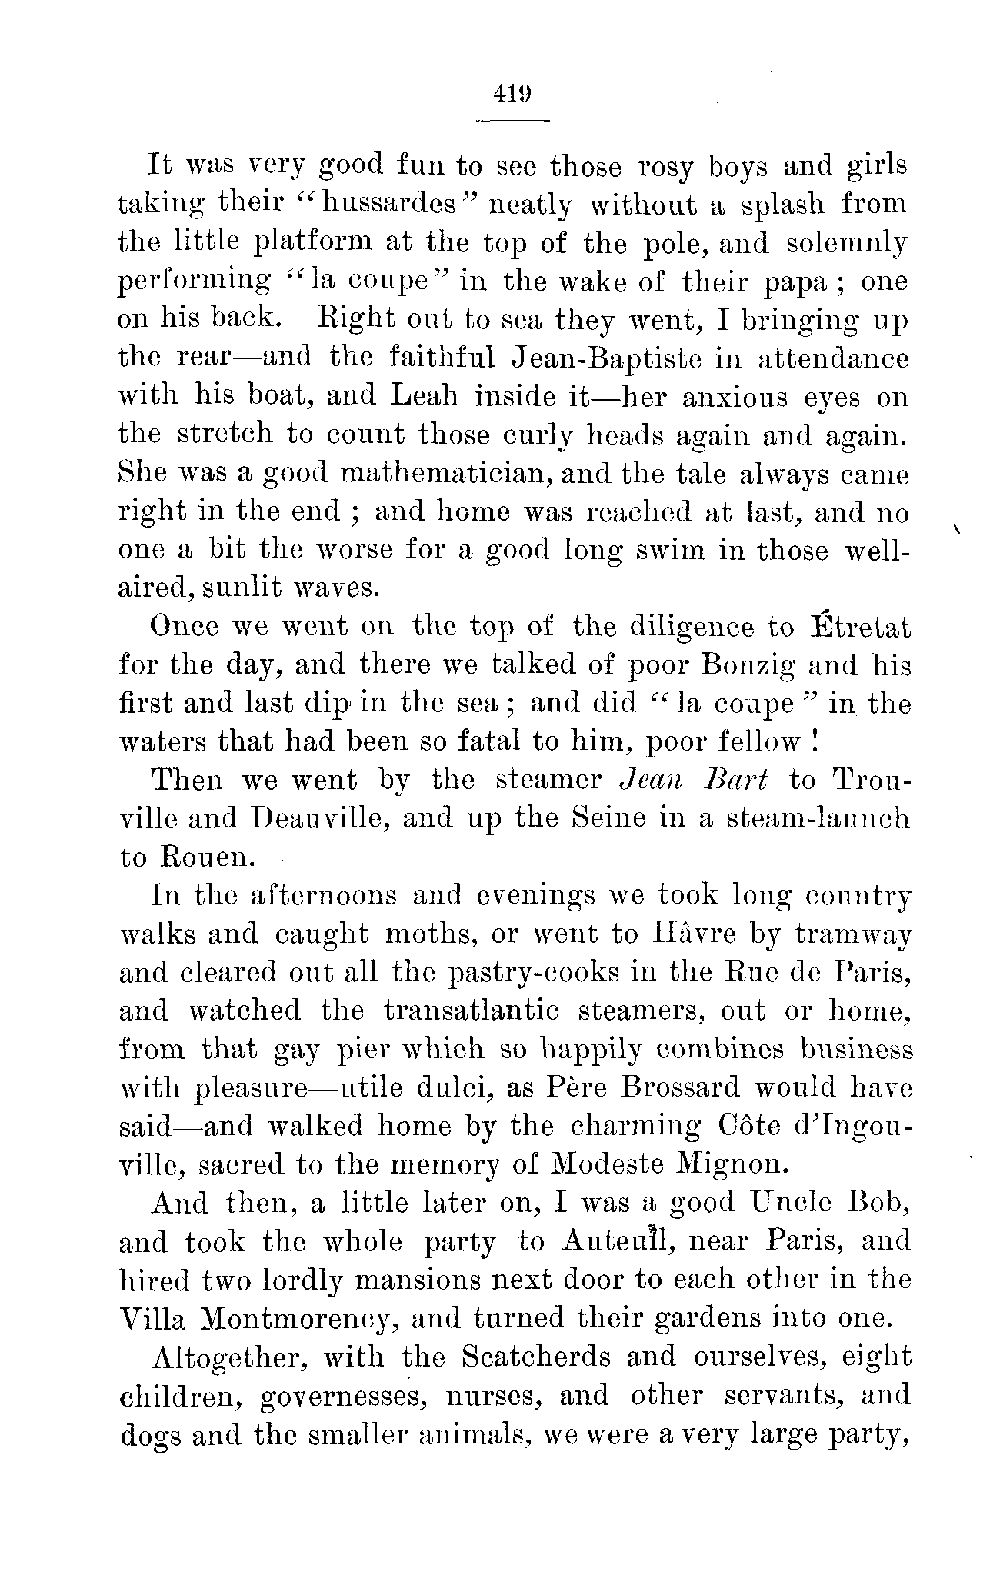 419
It was very good fun to see those rosy boys and girls
taking their “hussardes” neatly without a splash from
the little platform at the top of the pole, and solemnly
performing “la coupe” in the wake of their papa; one
on his back. Right out to sea they went, I bringing up
the rear—and the faithful Jean-Baptiste in attendance
with his boat, and Leah inside it—her anxious eyes on
the stretch to count those curly heads again and again.
She was a good mathematician, and the tale always came
right in the end; and home was reached at last, and no
one a bit the worse for a good long swim in those well-
aired, sunlit waves.
Once we went on the top of the diligence to Étretat
for the day, and there we talked of poor Bonzig and his
first and last dip in the sea; and did “la coupe” in the
waters that had been so fatal to him, poor fellow!
Then we went by the steamer Jean Bart to Trou-
ville and Deauville, and up the Seine in a steam-launch
to Rouen.
In the afternoons and evenings we took long country
walks and caught moths, or went to Hâvre by tramway
and cleared out all the pastry-cooks in the Rue de Paris,
and watched the transatlantic steamers, out or home,
from that gay pier which so happily combines business
with pleasure—utile dulci, as Père Brossard would have
said—and walked home by the charming Côte d’Ingou-
ville, sacred to the memory of Modeste Mignon.
And then, a little later on, I was a good Uncle Bob,
and took the whole party to Auteuil, near Paris, and
hired two lordly mansions next door to each other in the
Villa Montmorency, and turned their gardens into one.
Altogether, with the Scatcherds and ourselves, eight
children, governesses, nurses, and other servants, and
dogs and the smaller animals, we were a very large party,